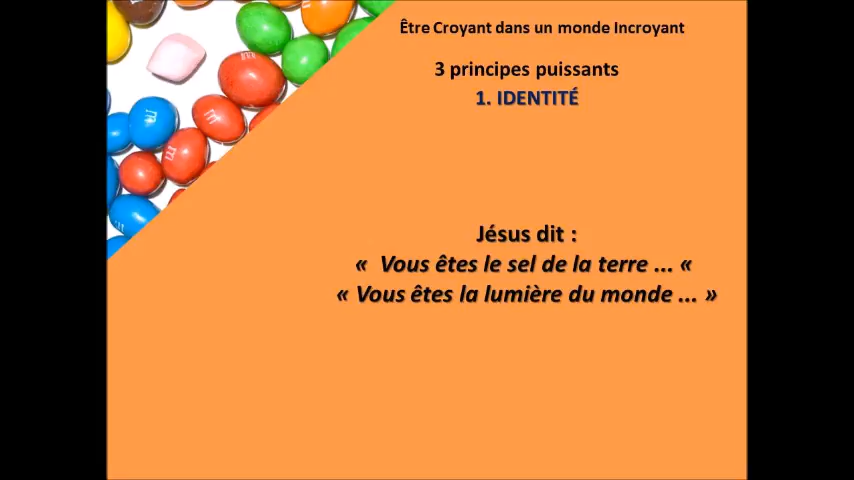 Être Croyant dans un monde Incroyant
3 principes puissants
1. IDENTITÉ
Jésus dit :
«  Vous êtes le sel de la terre ... «
« Vous êtes la lumière du monde ... »